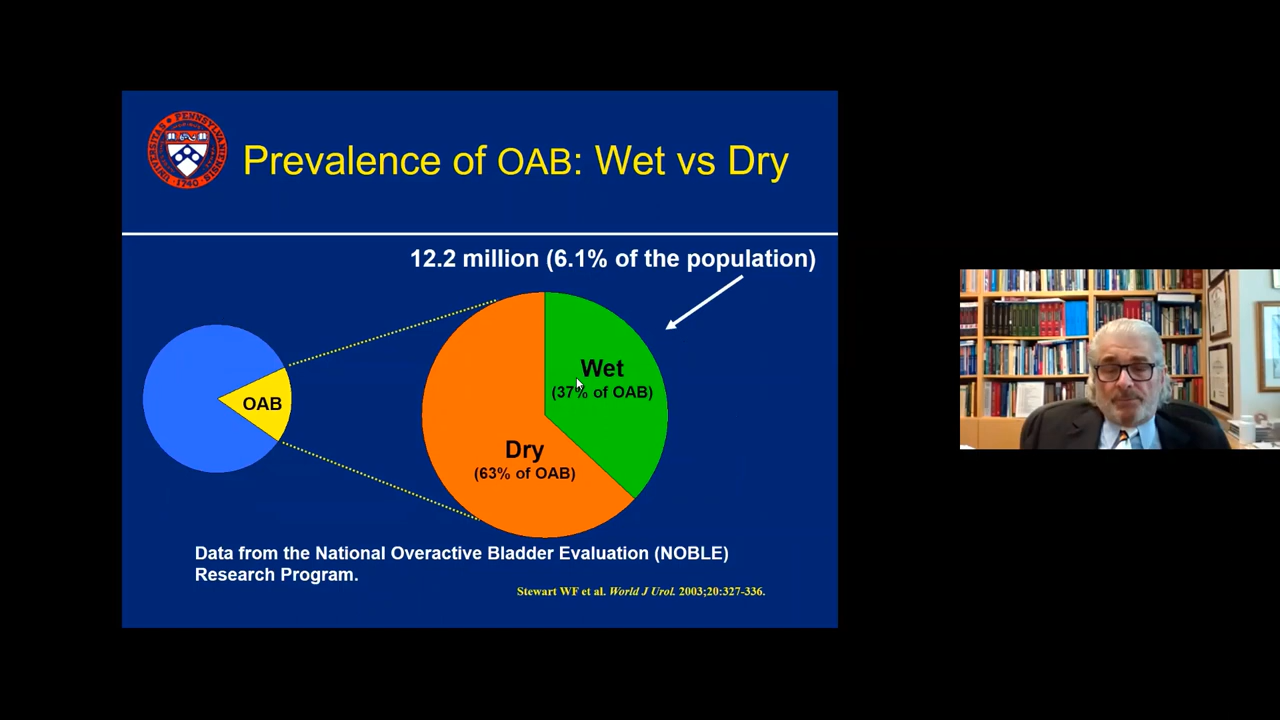 Prevalence of OAB: Wet vs Dry
12.2 million (6.1% of the population)
OAB
Wet
(37% of OAB)
Dry
(63% of OAB)
Data from the National Overactive Bladder Evaluation (NOBLE)
Research Program.
Stewart WF et al. World J Urol. 2003;20:327-336.